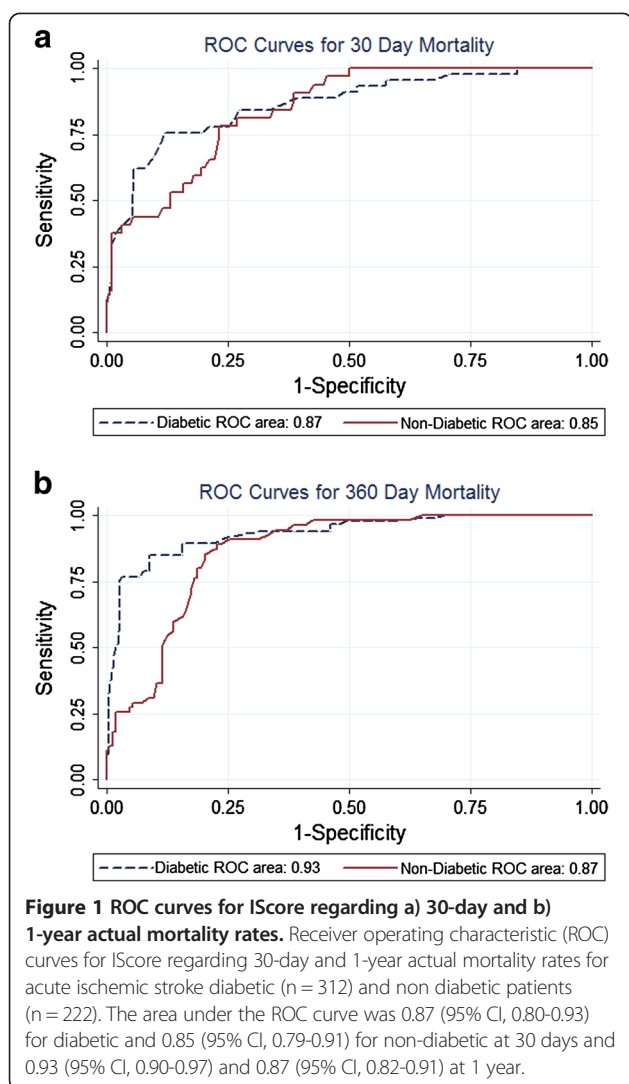 a
ROC Curves for 30 Day Mortality
Sensitivity
1.00
0.75
0.50
0.25
0.00
0.00 0.25 0.50 0.75 1.00
1-Specificity
Diabetic ROC area: 0.87 Non-Diabetic ROC area: 0.85
b
ROC Curves for 360 Day Mortality
Sensitivity
1.00
0.75
0.50
0.25
0.00
0.00 0.25 0.50 0.75 1.00
1-Specificity
Diabetic ROC area: 0.93 Non-Diabetic ROC area: 0.87
Figure 1 ROC curves for IScore regarding a) 30-day and b)
1-year actual mortality rates. Receiver operating characteristic (ROC)
curves for IScore regarding 30-day and 1-year actual mortality rates for
acute ischemic stroke diabetic (n = 312) and non diabetic patients
(n = 222). The area under the ROC curve was 0.87 (95% CI, 0.80-0.93)
for diabetic and 0.85 (95% CI, 0.79-0.91) for non-diabetic at 30 days and
0.93 (95% CI, 0.90-0.97) and 0.87 (95% CI, 0.82-0.91) at 1 year.